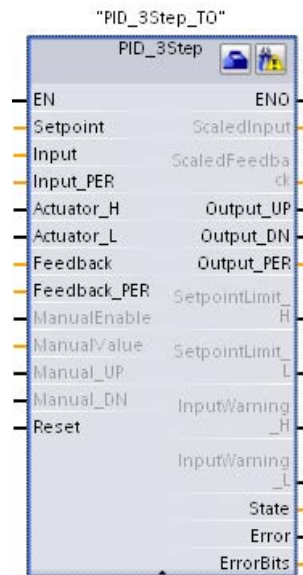 "PID_3Step_TO"
PID_3Step
EN
ENO
Setpoint
ScaledInput
Input
ScaledFeedba
ck
Input_PER
Actuator_H
Output_UP
Actuator_L
Output_DN
Feedback
Output_PER
Feedback_PER
SetpointLimit_
H
ManualEnable
ManualValue
SetpointLimit_
L
Manual_UP
Manual_DN
InputWarning
_H
Reset
InputWarning
_L
State
Error
ErrorBits